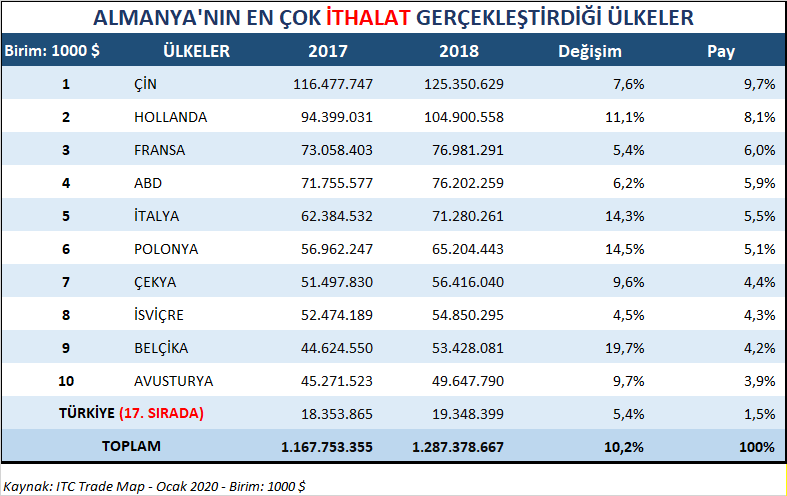 ALMANYA'NIN EN ÇOK İTHALAT GERÇEKLEŞTİRDİĞİ ÜLKELER
Birim: 1000 $ ÜLKELER 2017 2018 Değişim Pay
1 ÇİN 116.477.747 125.350.629 7,6% 9,7%
2 HOLLANDA 94.399.031 104.900.558 11,1% 8,1%
3 FRANSA 73.058.403 76.981.291 5,4% 6,0%
4 ABD 71.755.577 76.202.259 6,2% 5,9%
5 İTALYA 62.384.532 71.280.261 14,3% 5,5%
6 POLONYA 56.962.247 65.204.443 14,5% 5,1%
7 ÇEKYA 51.497.830 56.416.040 9,6% 4,4%
8 İSVİÇRE 52.474.189 54.850.295 4,5% 4,3%
9 BELÇİKA 44.624.550 53.428.081 19,7% 4,2%
10 AVUSTURYA 45.271.523 49.647.790 9,7% 3,9%
TÜRKİYE (17. SIRADA) 18.353.865 19.348.399 5,4% 1,5%
TOPLAM 1.167.753.355 1.287.378.667 10,2% 100%
Kaynak: ITC Trade Map - Ocak 2020 - Birim: 1000 $